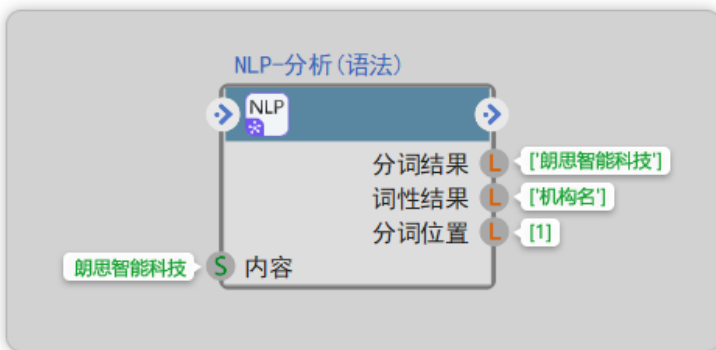 NLP-分析(语法)
NLP
分词结果 L ['朗思智能科技']
词性结果 L ['机构名']
分词位置 L [1]
朗思智能科技 S 内容